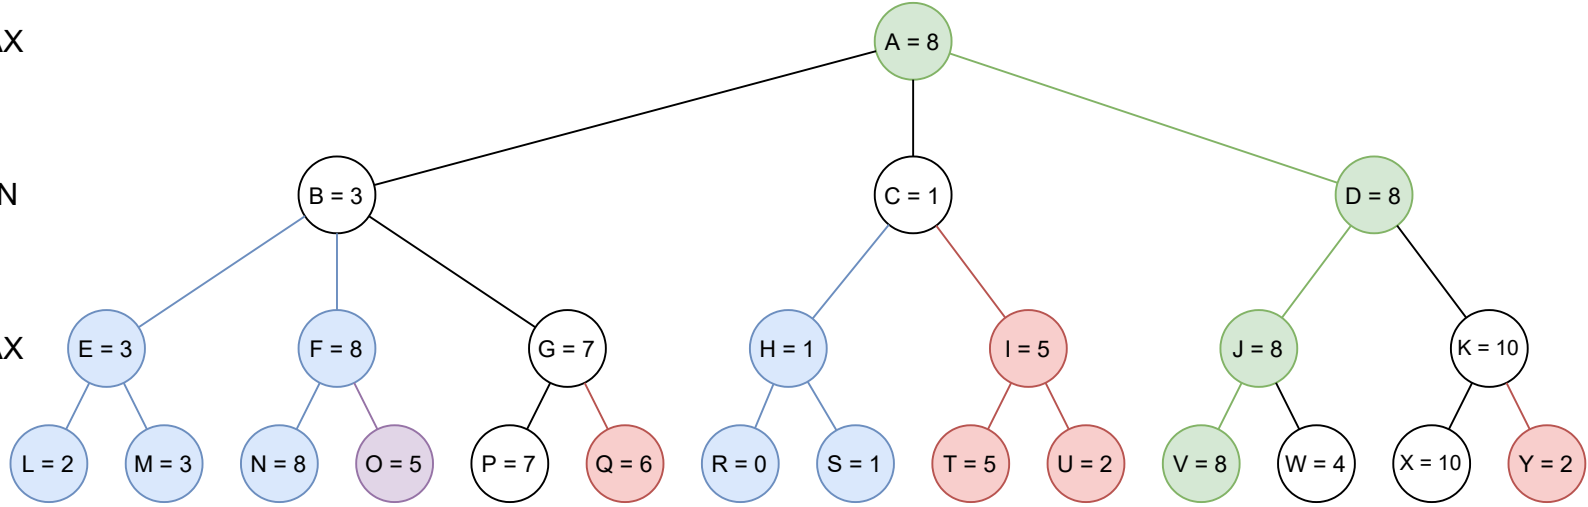 AX
A = 8
N
B = 3
C = 1
D = 8
AX
E = 3
F = 8
G = 7
H = 1
I = 5
J = 8
K = 10
L = 2
M = 3
N = 8
O = 5
P = 7
Q = 6
R = 0
S = 1
T = 5
U = 2
V = 8
W = 4
X = 10
Y = 2